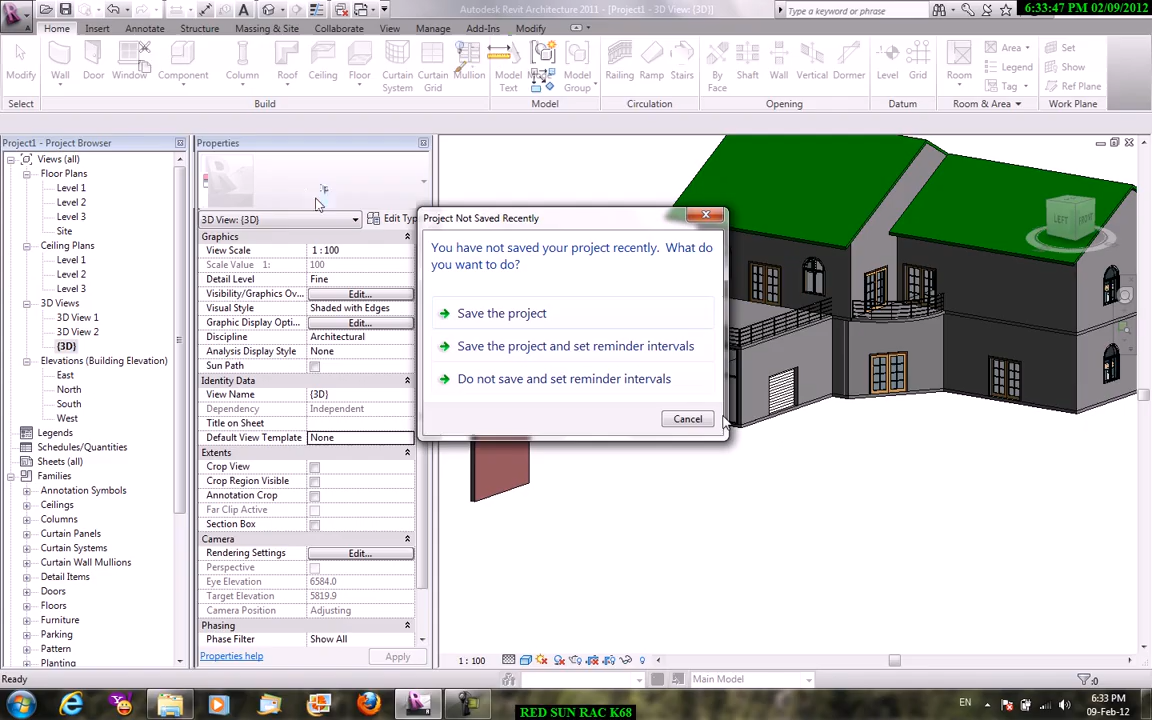 Autodesk Revit Architecture 2011 - [Project1 - 3D View: {3D}]
Type a keyword or phrase
6:33:47 PM 02/09/2012
Home
Insert
Annotate
Structure
Massing & Site
Collaborate
View
Manage
Add-Ins
Modify
Modify
Wall
Door
Window
Component
Column
Roof
Ceiling
Floor
Curtain System
Curtain Grid
Mullion
Model Text
Model Group
Railing
Ramp
Stairs
By Face
Shaft
Wall
Vertical
Dormer
Level
Grid
Room
Area
Legend
Tag
Set
Show
Ref Plane
Select
Build
Model
Circulation
Opening
Datum
Room & Area
Work Plane
Project1 - Project Browser
Views (all)
Floor Plans
Level 1
Level 2
Level 3
Site
Ceiling Plans
Level 1
Level 2
Level 3
3D Views
3D View 1
3D View 2
{3D}
Elevations (Building Elevation)
East
North
South
West
Legends
Schedules/Quantities
Sheets (all)
Families
Annotation Symbols
Ceilings
Columns
Curtain Panels
Curtain Systems
Curtain Wall Mullions
Detail Items
Doors
Floors
Furniture
Parking
Pattern
Planting
Properties
3D View: {3D}
Edit Typ
Graphics
View Scale 1 : 100
Scale Value 1: 100
Detail Level Fine
Visibility/Graphics Ov... Edit...
Visual Style Shaded with Edges
Graphic Display Opti... Edit...
Discipline Architectural
Analysis Display Style None
Sun Path
Identity Data
View Name {3D}
Dependency Independent
Title on Sheet
Default View Template None
Extents
Crop View
Crop Region Visible
Annotation Crop
Far Clip Active
Section Box
Camera
Rendering Settings Edit...
Perspective
Eye Elevation 6584.0
Target Elevation 5819.9
Camera Position Adjusting
Phasing
Phase Filter Show All
Properties help
Apply
Project Not Saved Recently
You have not saved your project recently. What do
you want to do?
Save the project
Save the project and set reminder intervals
Do not save and set reminder intervals
Cancel
LEFT
FRONT
1 : 100
Ready
Main Model
:0
EN
6:33 PM
09-Feb-12
RED SUN RAC K68